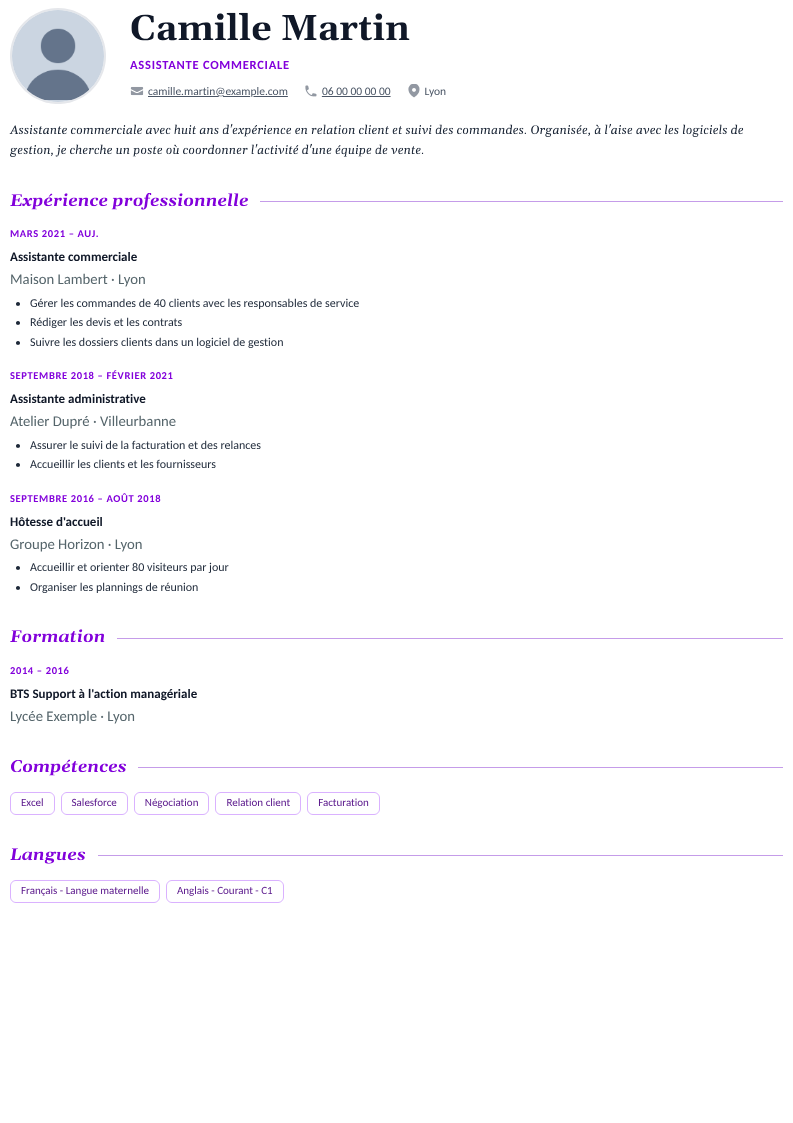 Camille Martin
ASSISTANTE COMMERCIALE
camille.martin@example.com 06 00 00 00 00 Lyon
Assistante commerciale avec huit ans d'expérience en relation client et suivi des commandes. Organisée, à l'aise avec les logiciels de
gestion, je cherche un poste où coordonner l'activité d'une équipe de vente.
Expérience professionnelle
MARS 2021 – AUJ.
Assistante commerciale
Maison Lambert · Lyon
• Gérer les commandes de 40 clients avec les responsables de service
• Rédiger les devis et les contrats
• Suivre les dossiers clients dans un logiciel de gestion
SEPTEMBRE 2018 – FÉVRIER 2021
Assistante administrative
Atelier Dupré · Villeurbanne
• Assurer le suivi de la facturation et des relances
• Accueillir les clients et les fournisseurs
SEPTEMBRE 2016 – AOÛT 2018
Hôtesse d'accueil
Groupe Horizon · Lyon
• Accueillir et orienter 80 visiteurs par jour
• Organiser les plannings de réunion
Formation
2014 – 2016
BTS Support à l'action managériale
Lycée Exemple · Lyon
Compétences
Excel Salesforce Négociation Relation client Facturation
Langues
Français - Langue maternelle Anglais - Courant - C1